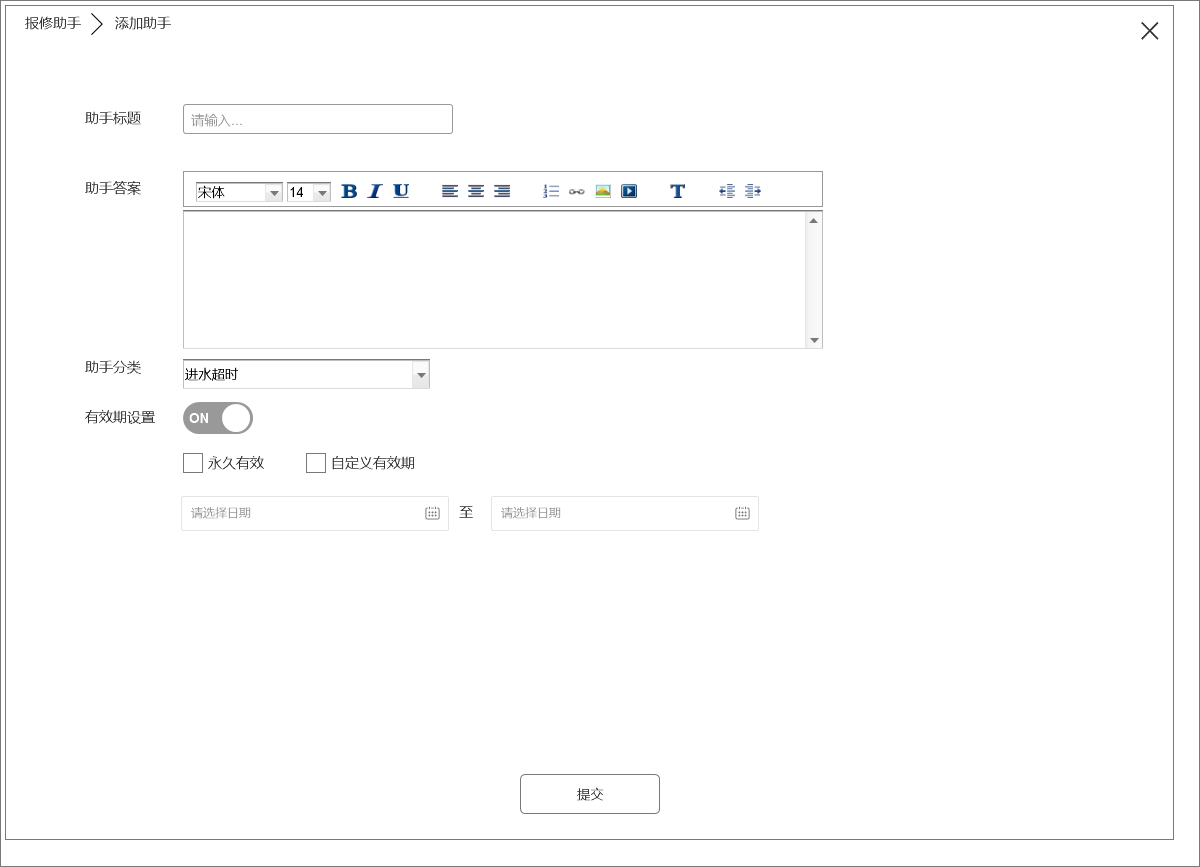 报修助手 添加助手
助手标题 请输入...
助手答案 宋体 14 B I U T
助手分类 进水超时
有效期设置 ON
永久有效 自定义有效期
请选择日期 至 请选择日期
提交